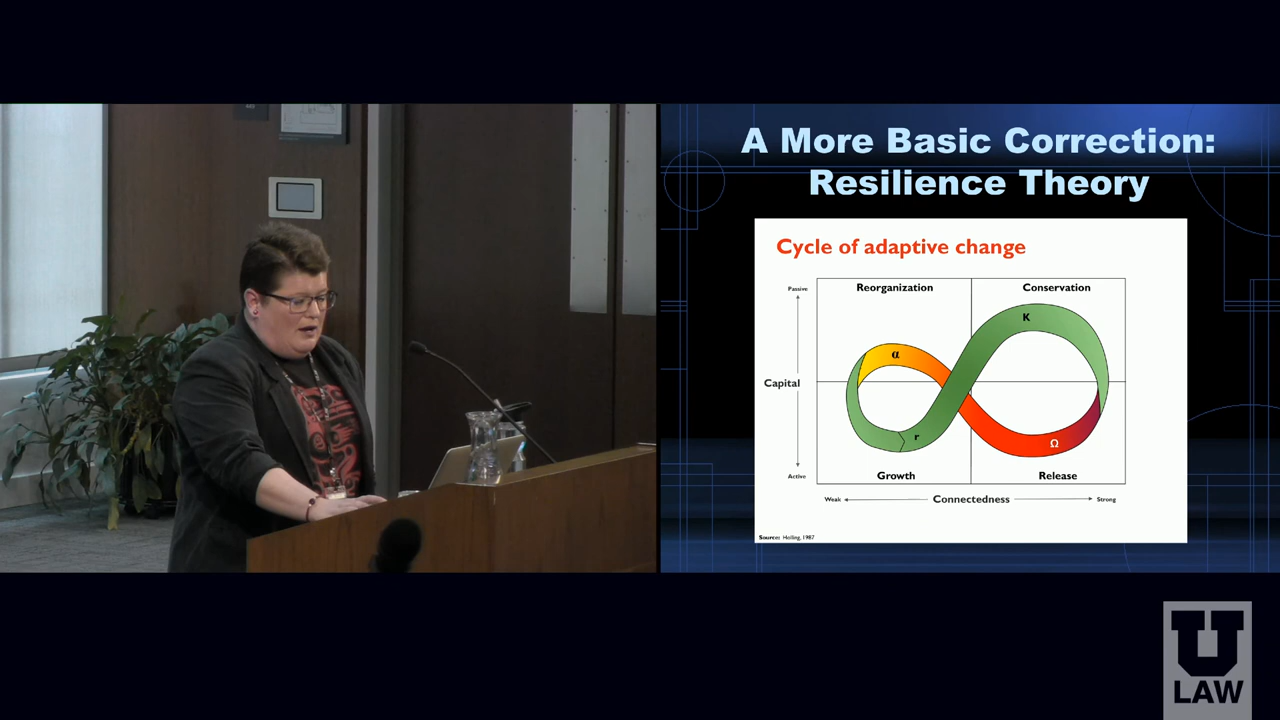 A More Basic Correction:
Resilience Theory
Cycle of adaptive change
Passive
Reorganization
Conservation
K
α
Capital
r
Ω
Active
Growth
Release
Weak
Connectedness
Strong
Source: Holling, 1987
U
LAW